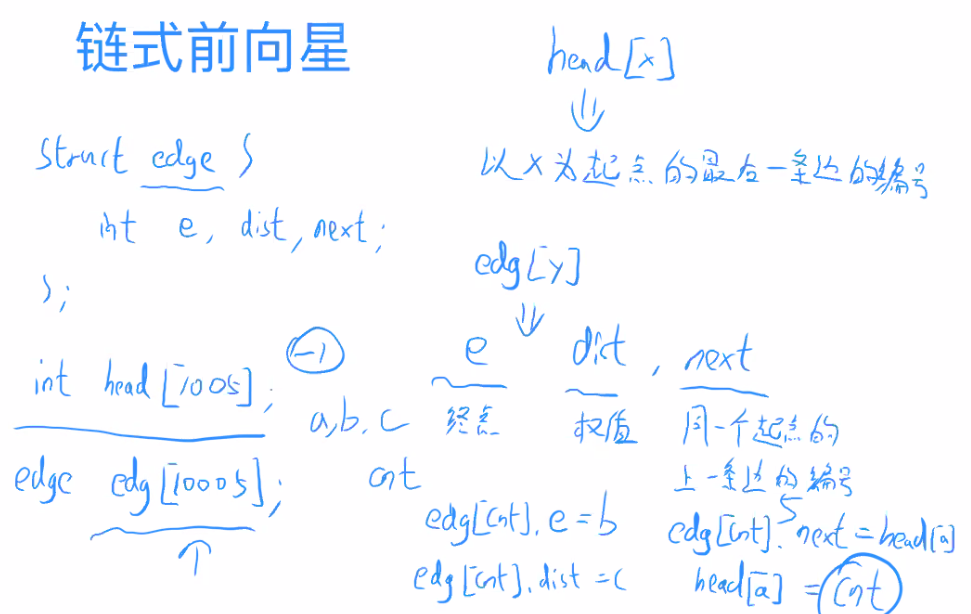 链式前向星
struct edge {
int e, dist, next;
};
int head[1005];
-1
edge edg[10005];
head[x]
以x为起点的最后一条边的编号
edg[y]
e dist, next
终点 权值 同一个起点的
上一条边的编号
a, b, c
cnt
edg[cnt].e = b
edg[cnt].dist = c
edg[cnt].next = head[a]
head[a] = cnt